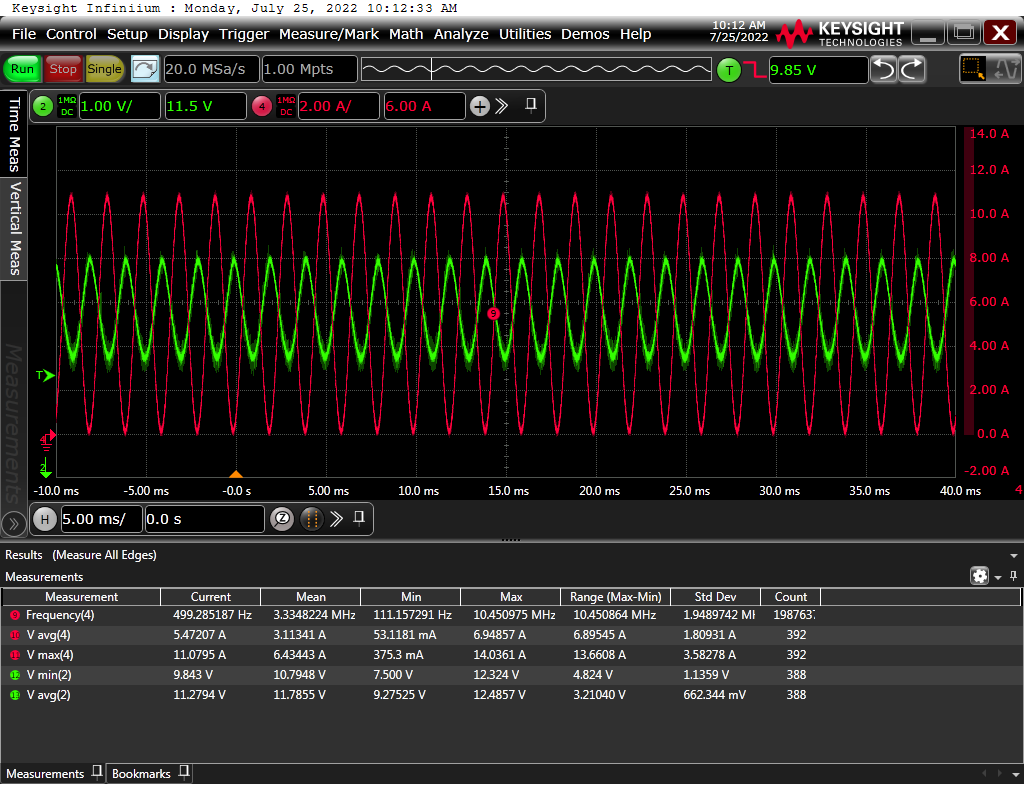 Keysight Infiniium : Monday, July 25, 2022 10:12:33 AM
File Control Setup Display Trigger Measure/Mark Math Analyze Utilities Demos Help
10:12 AM
7/25/2022
KEYSIGHT
TECHNOLOGIES
Run Stop Single 20.0 MSa/s 1.00 Mpts T 9.85 V
2 1MΩ DC 1.00 V/ 11.5 V 4 1MΩ DC 2.00 A/ 6.00 A
Time Meas
Vertical Meas
Measurements
14.0 A
12.0 A
10.0 A
8.00 A
6.00 A
9
4.00 A
T
2.00 A
4
0.0 A
2
-2.00 A
-10.0 ms -5.00 ms -0.0 s 5.00 ms 10.0 ms 15.0 ms 20.0 ms 25.0 ms 30.0 ms 35.0 ms 40.0 ms 4
H 5.00 ms/ 0.0 s
Results (Measure All Edges)
Measurements
Measurement Current Mean Min Max Range (Max-Min) Std Dev Count
9 Frequency(4) 499.285187 Hz 3.3348224 MHz 111.157291 Hz 10.450975 MHz 10.450864 MHz 1.9489742 MH 198763
10 V avg(4) 5.47207 A 3.11341 A 53.1181 mA 6.94857 A 6.89545 A 1.80931 A 392
11 V max(4) 11.0795 A 6.43443 A 375.3 mA 14.0361 A 13.6608 A 3.58278 A 392
12 V min(2) 9.843 V 10.7948 V 7.500 V 12.324 V 4.824 V 1.1359 V 388
13 V avg(2) 11.2794 V 11.7855 V 9.27525 V 12.4857 V 3.21040 V 662.344 mV 388
Measurements Bookmarks